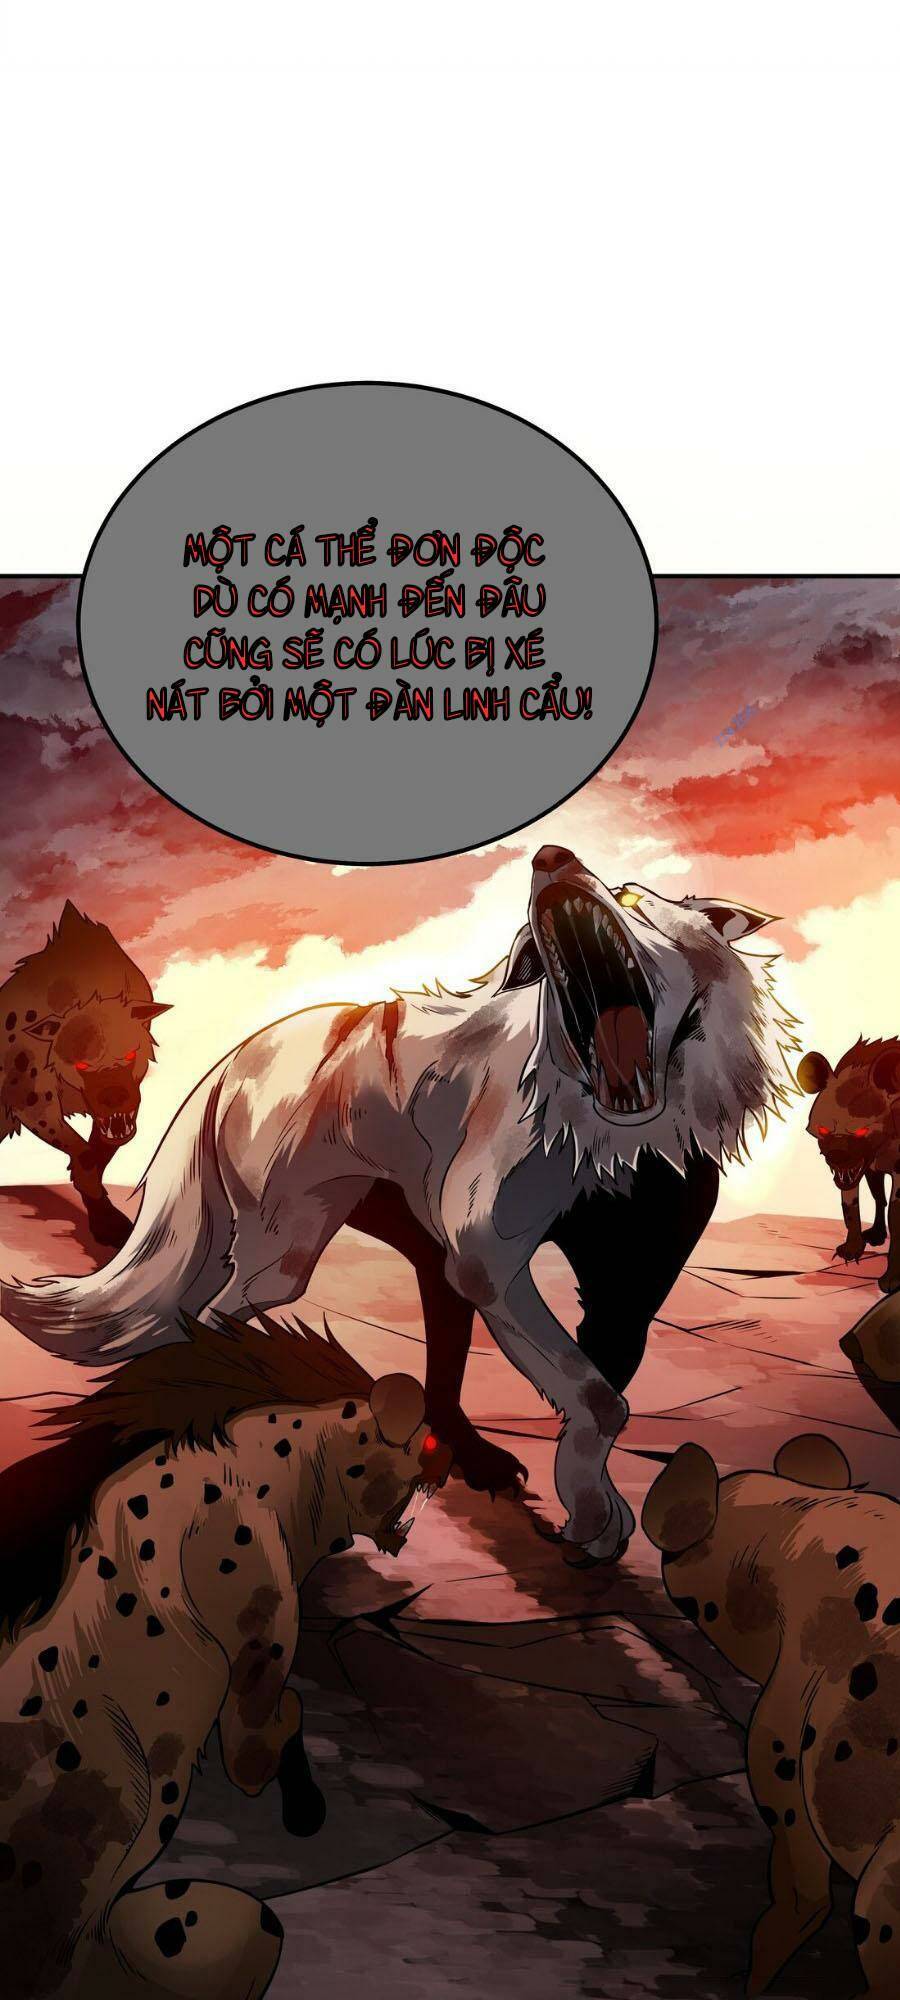 MỘT CÁ THỂ ĐƠN ĐỘC
DÙ CÓ MẠNH ĐẾN ĐÂU
CŨNG SẼ CÓ LÚC BỊ XÉ
NÁT BỞI MỘT ĐÀN LINH CẨU!